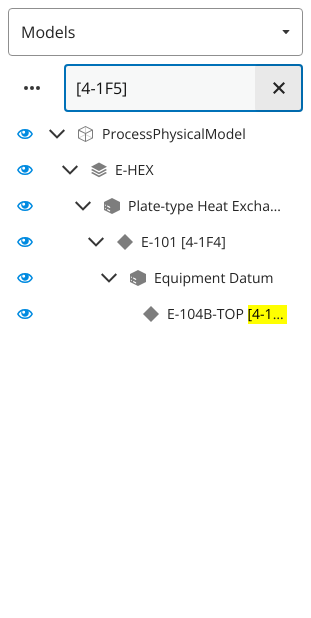 Models
[4-1F5]
ProcessPhysicalModel
E-HEX
Plate-type Heat Excha...
E-101 [4-1F4]
Equipment Datum
E-104B-TOP [4-1...